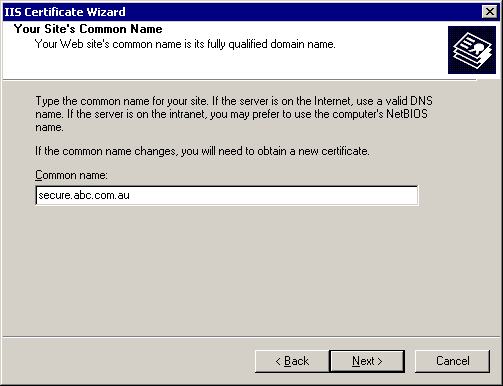 IIS Certificate Wizard
Your Site's Common Name
Your Web site's common name is its fully qualified domain name.
Type the common name for your site. If the server is on the Internet, use a valid DNS
name. If the server is on the intranet, you may prefer to use the computer's NetBIOS
name.
If the common name changes, you will need to obtain a new certificate.
Common name:
secure.abc.com.au
< Back Next > Cancel